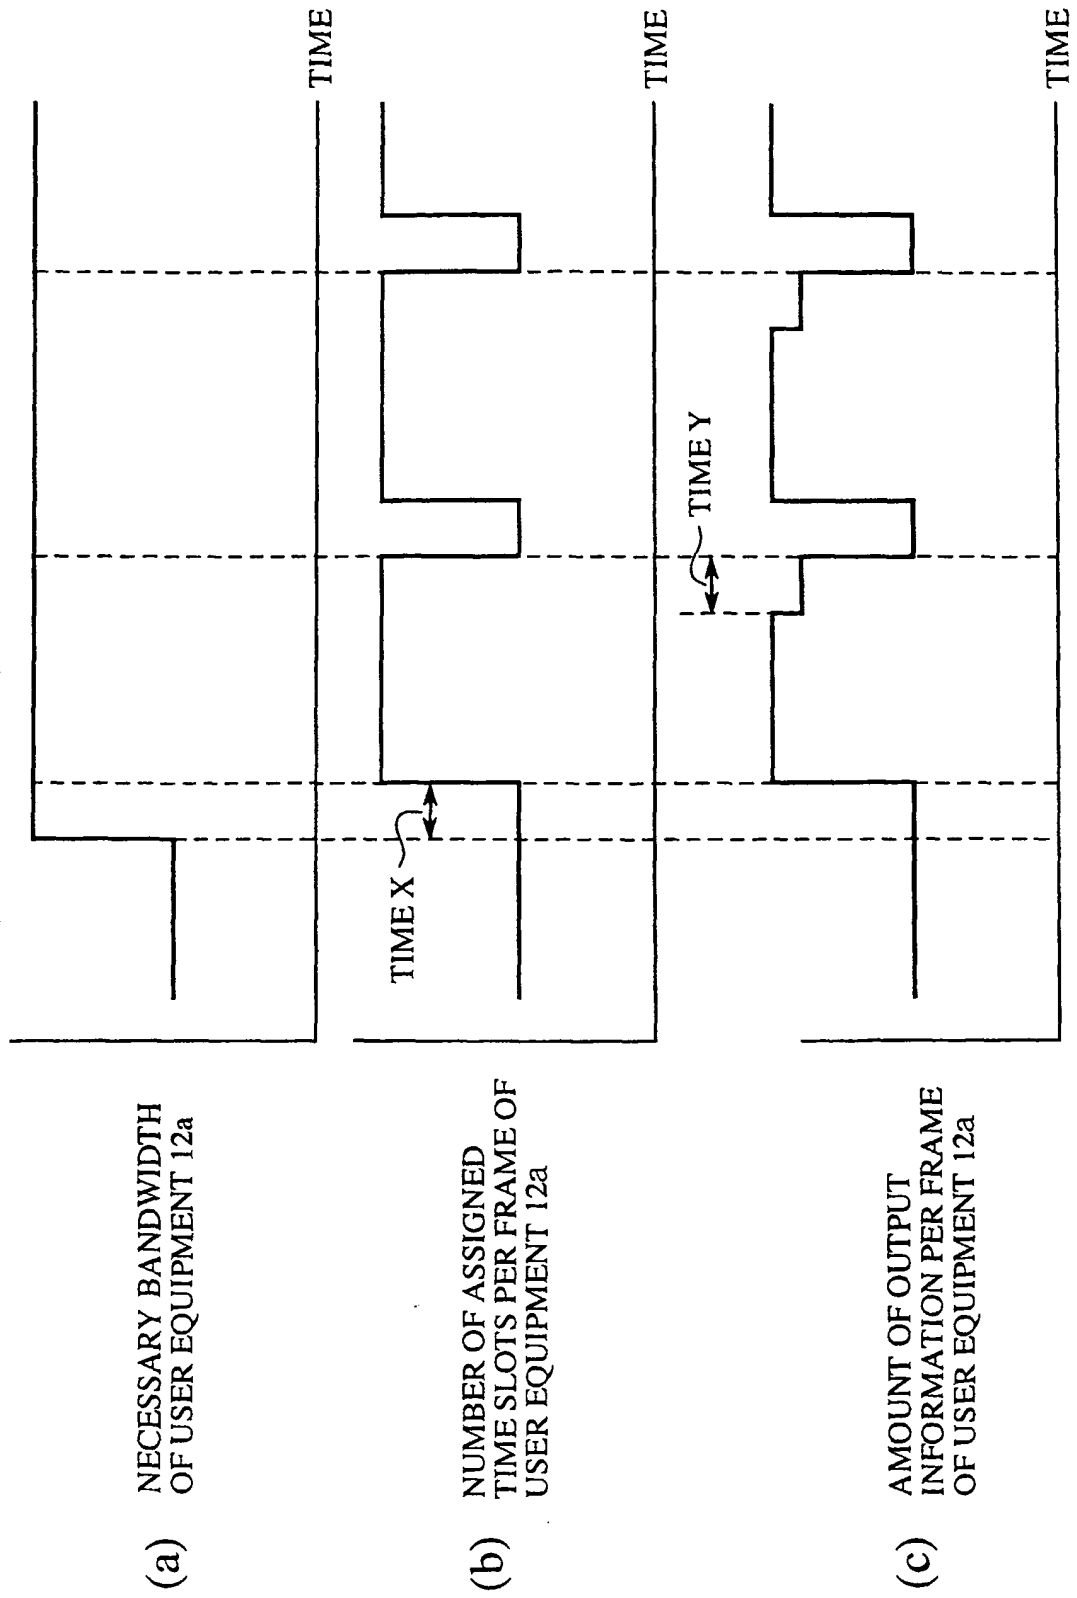 (a)
NECESSARY BANDWIDTH
OF USER EQUIPMENT 12a
TIME
(b)
NUMBER OF ASSIGNED
TIME SLOTS PER FRAME OF
USER EQUIPMENT 12a
TIME X
TIME
(c)
AMOUNT OF OUTPUT
INFORMATION PER FRAME
OF USER EQUIPMENT 12a
TIME Y
TIME